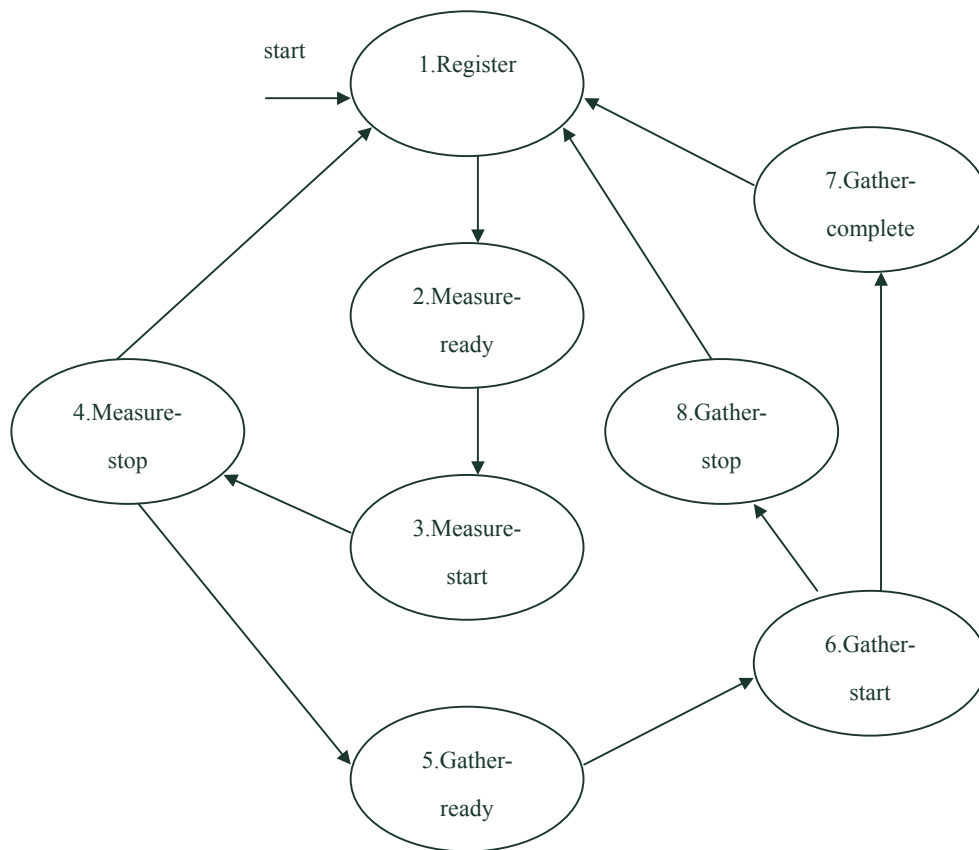 start
1.Register
2.Measure-
ready
3.Measure-
start
4.Measure-
stop
5.Gather-
ready
6.Gather-
start
7.Gather-
complete
8.Gather-
stop